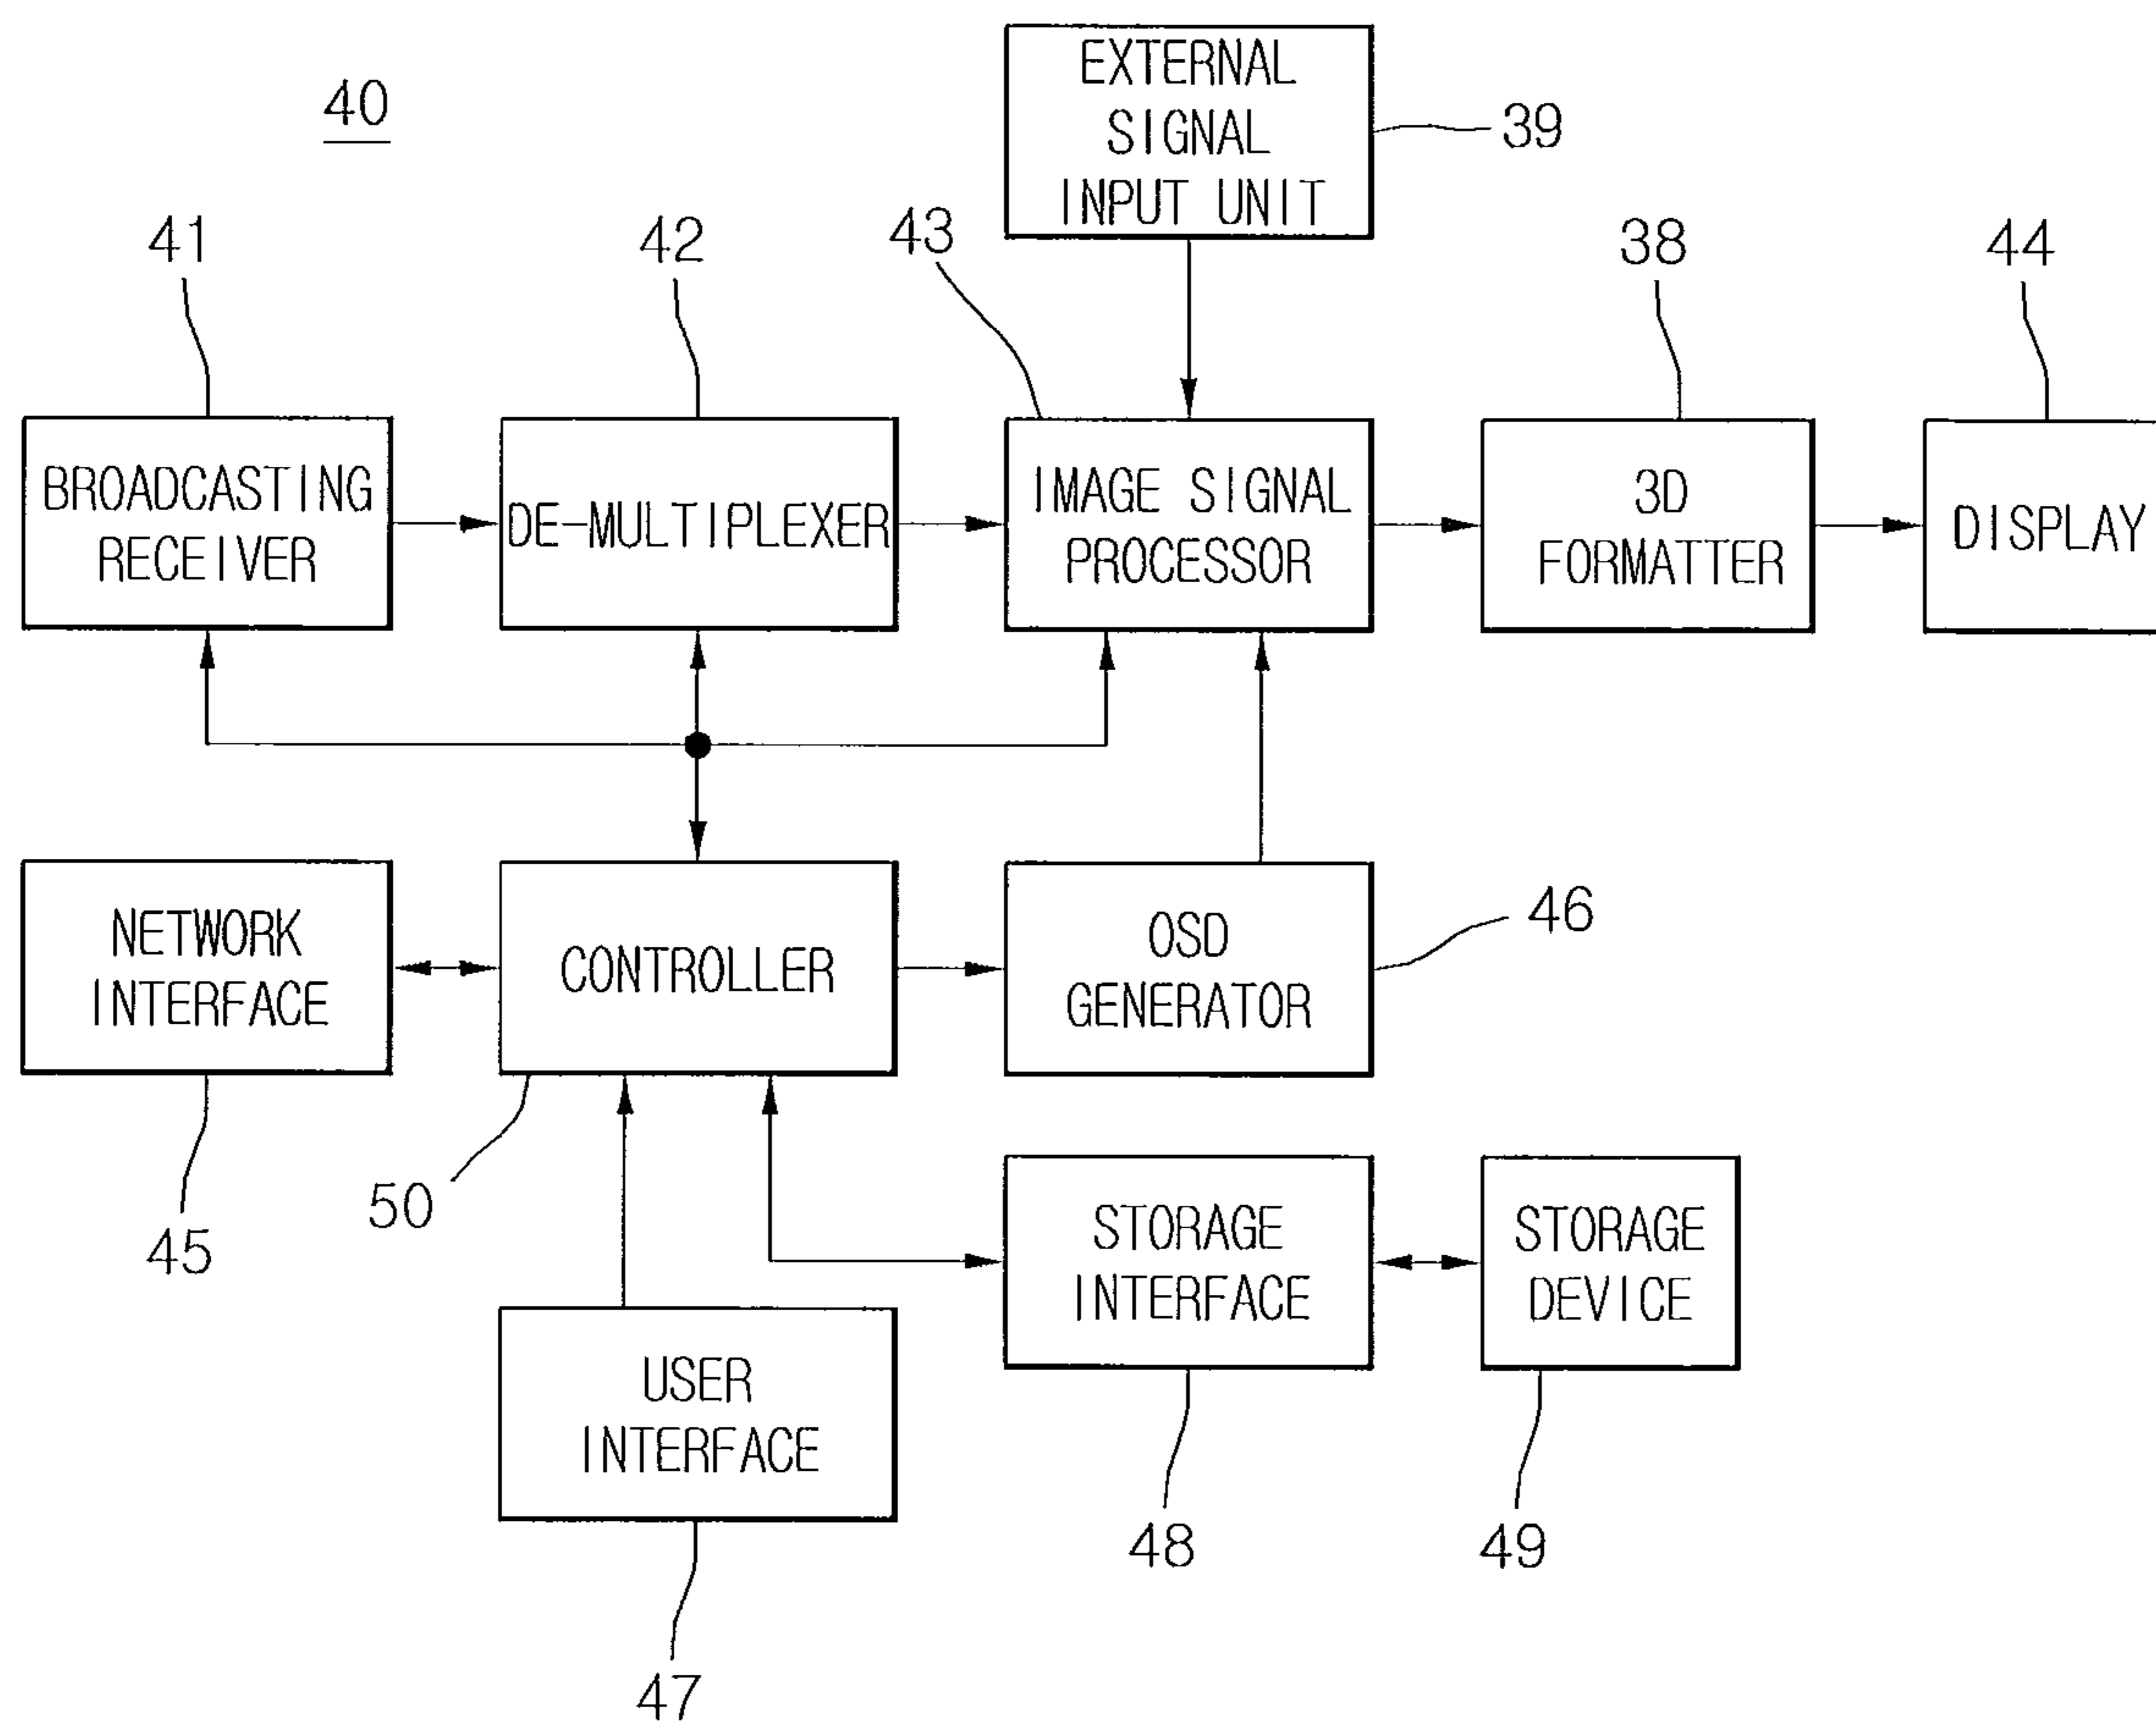 40
EXTERNAL
SIGNAL
INPUT UNIT
39
41
42
43
38
44
BROADCASTING
RECEIVER
DE-MULTIPLEXER
IMAGE SIGNAL
PROCESSOR
3D
FORMATTER
DISPLAY
NETWORK
INTERFACE
CONTROLLER
OSD
GENERATOR
46
45
50
STORAGE
INTERFACE
STORAGE
DEVICE
USER
INTERFACE
48
49
47